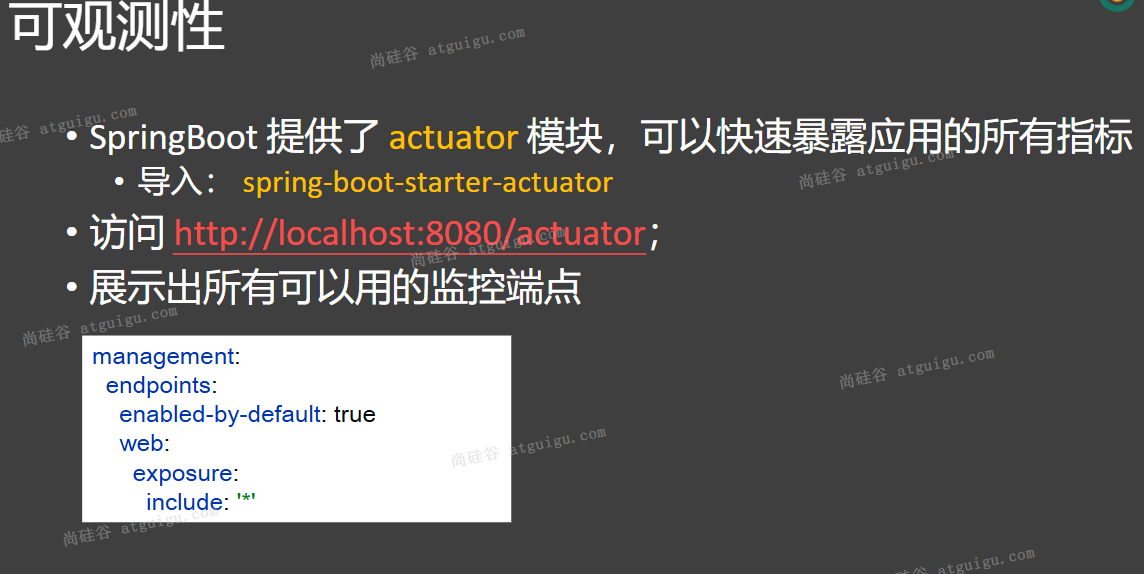 可观测性
• SpringBoot 提供了 actuator 模块，可以快速暴露应用的所有指标
• 导入： spring-boot-starter-actuator
• 访问 http://localhost:8080/actuator；
• 展示出所有可以用的监控端点
management:
  endpoints:
    enabled-by-default: true
    web:
      exposure:
        include: '*'
尚硅谷 atguigu.com
尚硅谷 atguigu.com
尚硅谷 atguigu.com
尚硅谷 atguigu.com
尚硅谷 atguigu.com
尚硅谷 atguigu.com
尚硅谷 atguigu.com
尚硅谷 atguigu.com
尚硅谷 atguigu.com